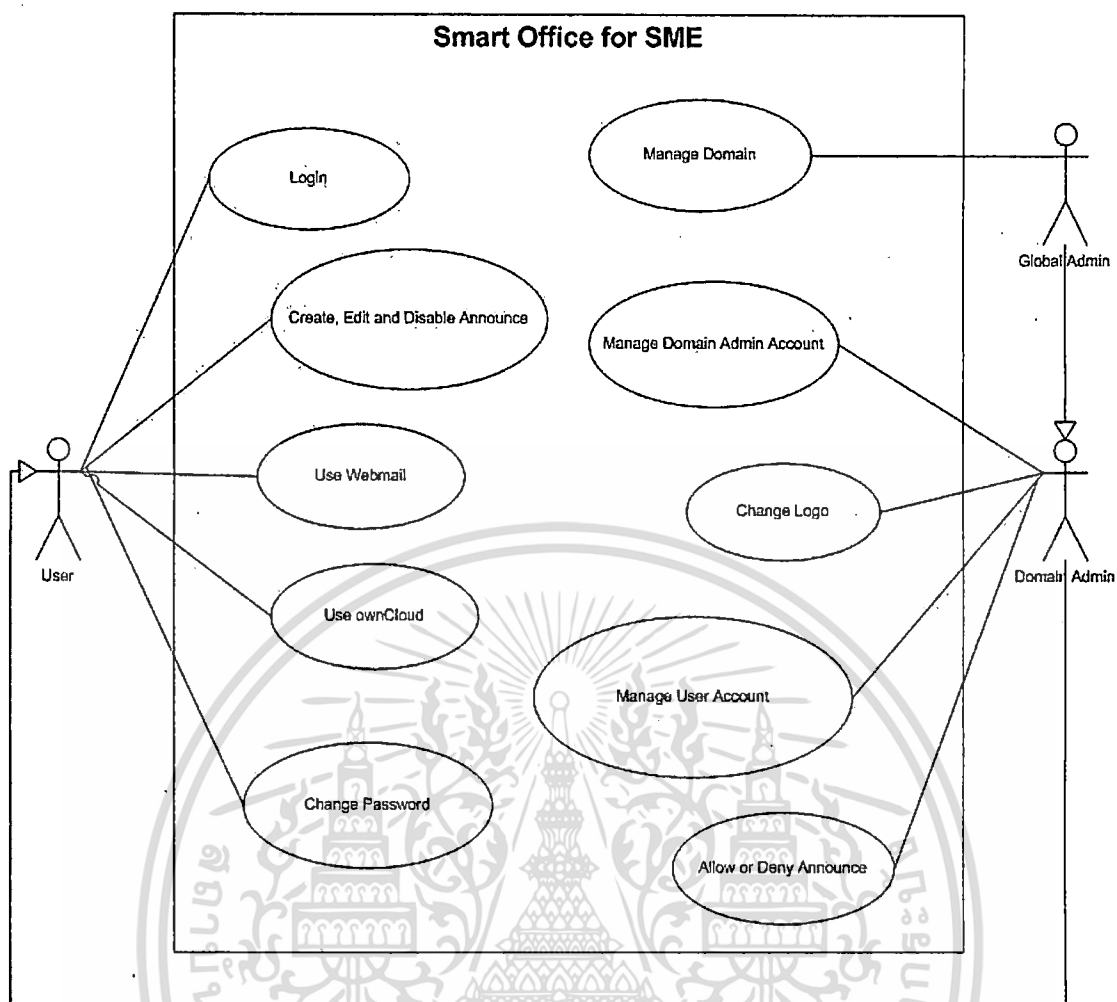 Smart Office for SME
Login
Manage Domain
Global Admin
Create, Edit and Disable Announce
Manage Domain Admin Account
Use Webmail
Change Logo
User
Domain Admin
Use ownCloud
Manage User Account
Change Password
Allow or Deny Announce